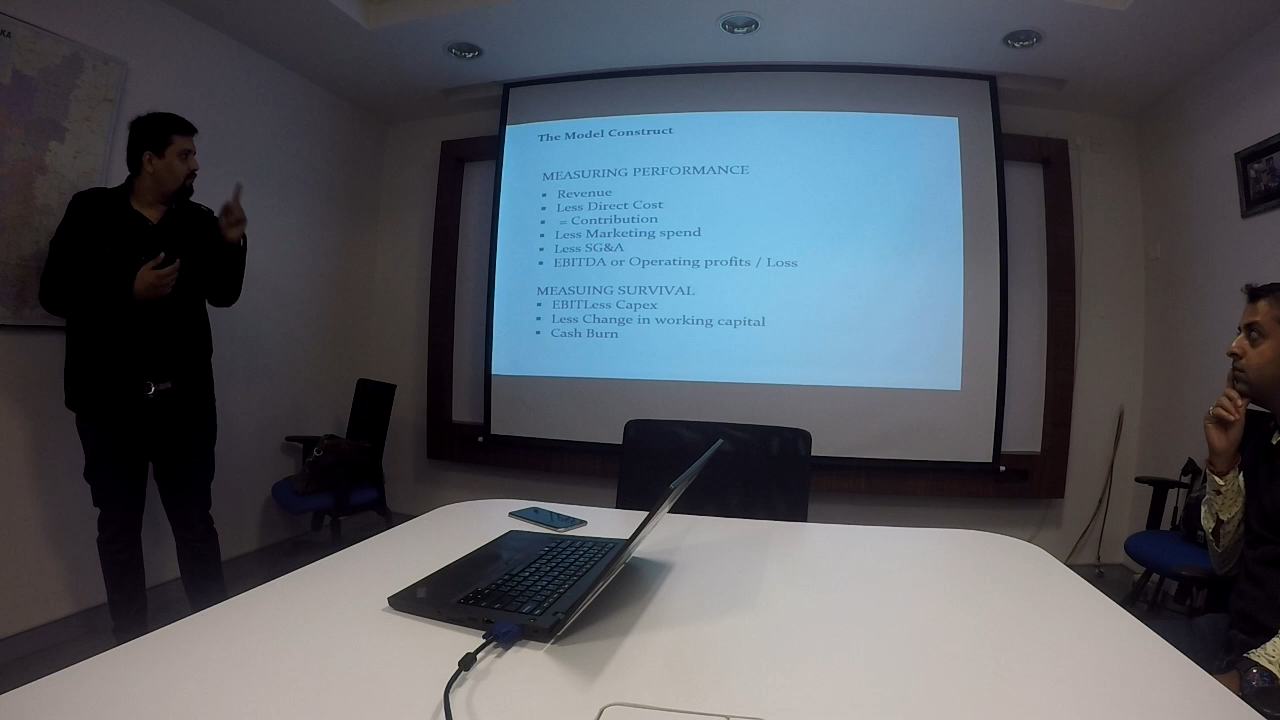 KA
The Model Construct
MEASURING PERFORMANCE
▪ Revenue
▪ Less Direct Cost
▪ = Contribution
▪ Less Marketing spend
▪ Less SG&A
▪ EBITDA or Operating profits / Loss
MEASUING SURVIVAL
▪ EBITLess Capex
▪ Less Change in working capital
▪ Cash Burn